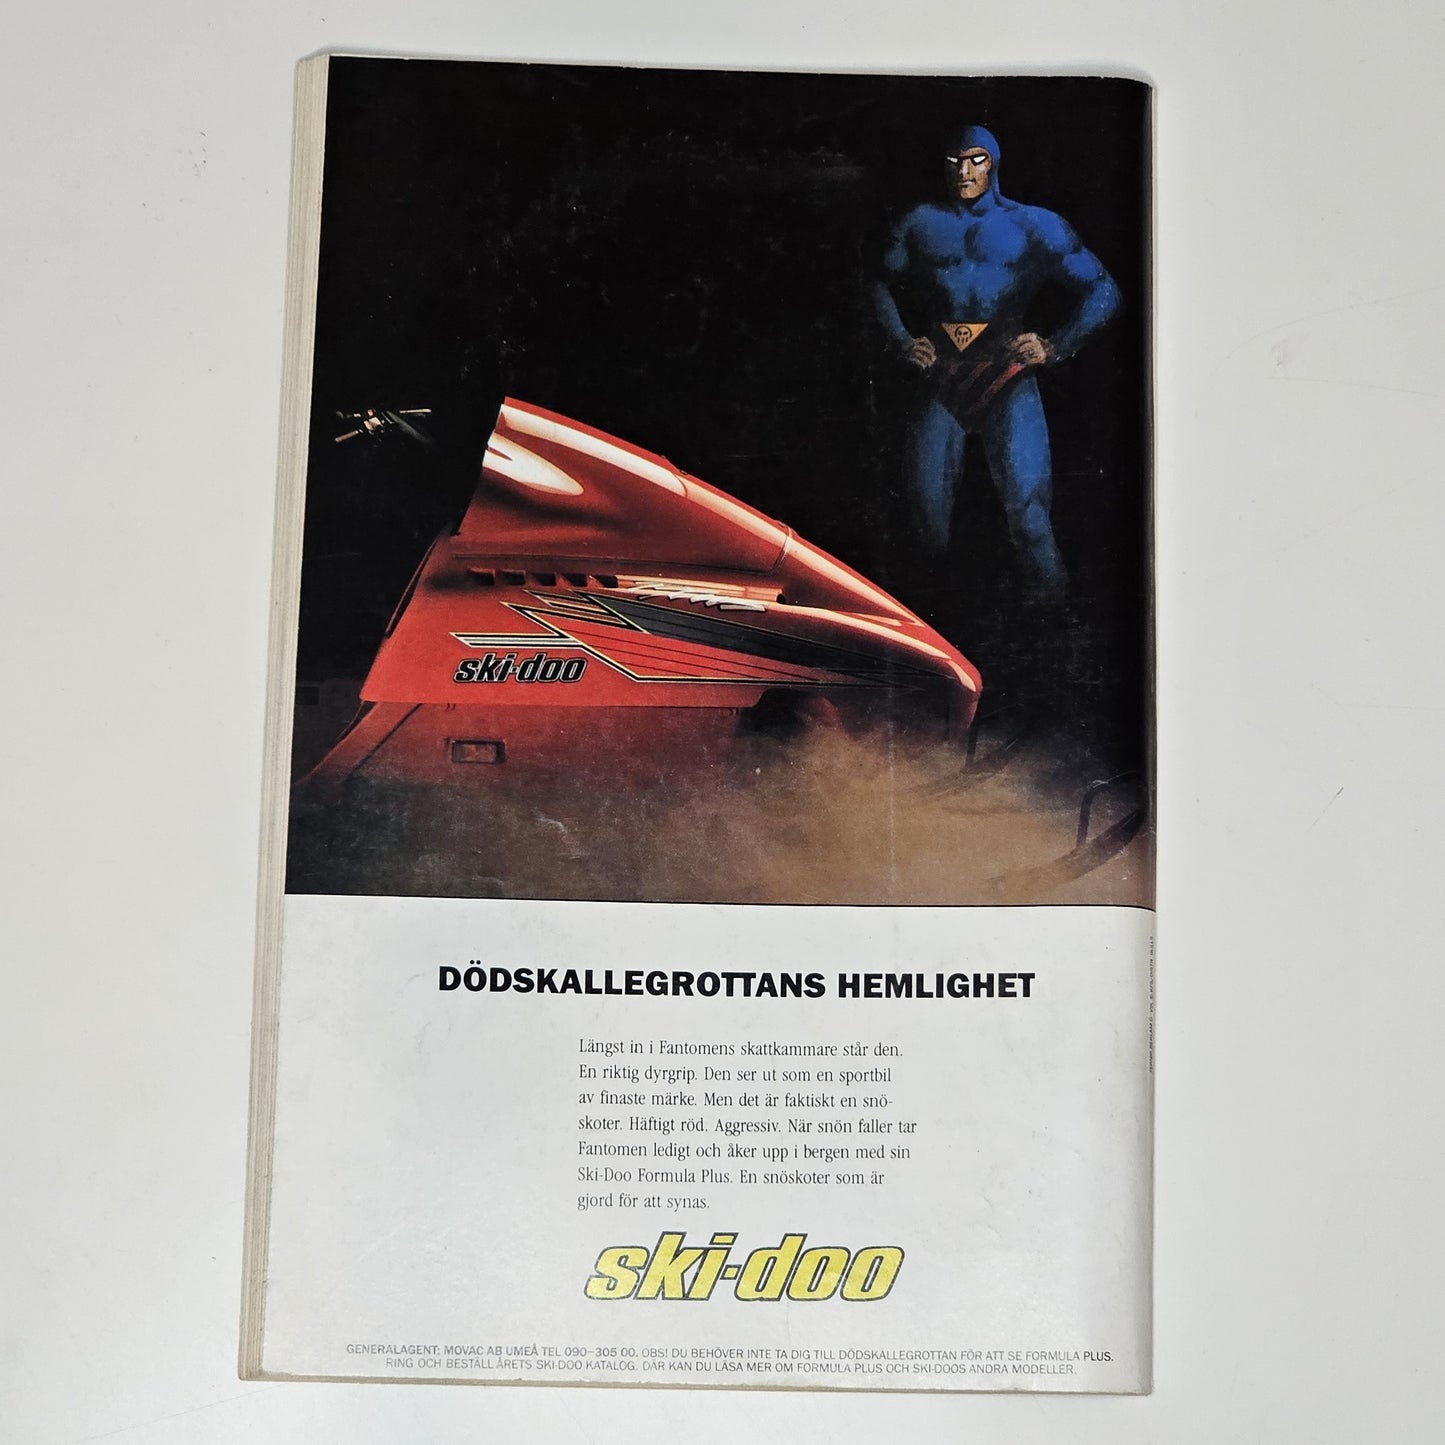 ski-doo
DÖDSKALLEGROTTANS HEMLIGHET
Längst in i Fantomens skattkammare står den.
En riktig dyrgrip. Den ser ut som en sportbil
av finaste märke. Men det är faktiskt en snö-
skoter. Häftigt röd. Aggressiv. När snön faller tar
Fantomen ledigt och åker upp i bergen med sin
Ski-Doo Formula Plus. En snöskoter som är
gjord för att synas.
ski-doo
GENERALAGENT: MOVAC AB UMEÅ TEL 090–305 00. OBS! DU BEHÖVER INTE TA DIG TILL DÖDSKALLEGROTTAN FÖR ATT SE FORMULA PLUS.
RING OCH BESTÄLL ÅRETS SKI-DOO KATALOG. DÄR KAN DU LÄSA MER OM FORMULA PLUS OCH SKI-DOOS ANDRA MODELLER.